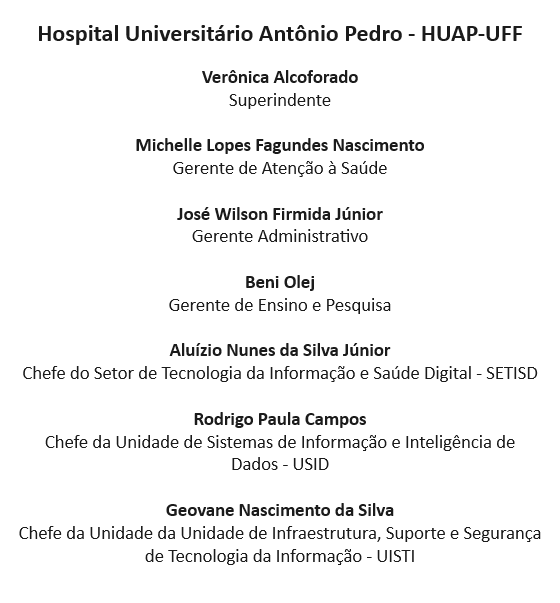 Hospital Universitário Antônio Pedro - HUAP-UFF
Verônica Alcoforado
Superindente
Michelle Lopes Fagundes Nascimento
Gerente de Atenção à Saúde
José Wilson Firmida Júnior
Gerente Administrativo
Beni Olej
Gerente de Ensino e Pesquisa
Aluízio Nunes da Silva Júnior
Chefe do Setor de Tecnologia da Informação e Saúde Digital - SETISD
Rodrigo Paula Campos
Chefe da Unidade de Sistemas de Informação e Inteligência de
Dados - USID
Geovane Nascimento da Silva
Chefe da Unidade da Unidade de Infraestrutura, Suporte e Segurança
de Tecnologia da Informação - UISTI